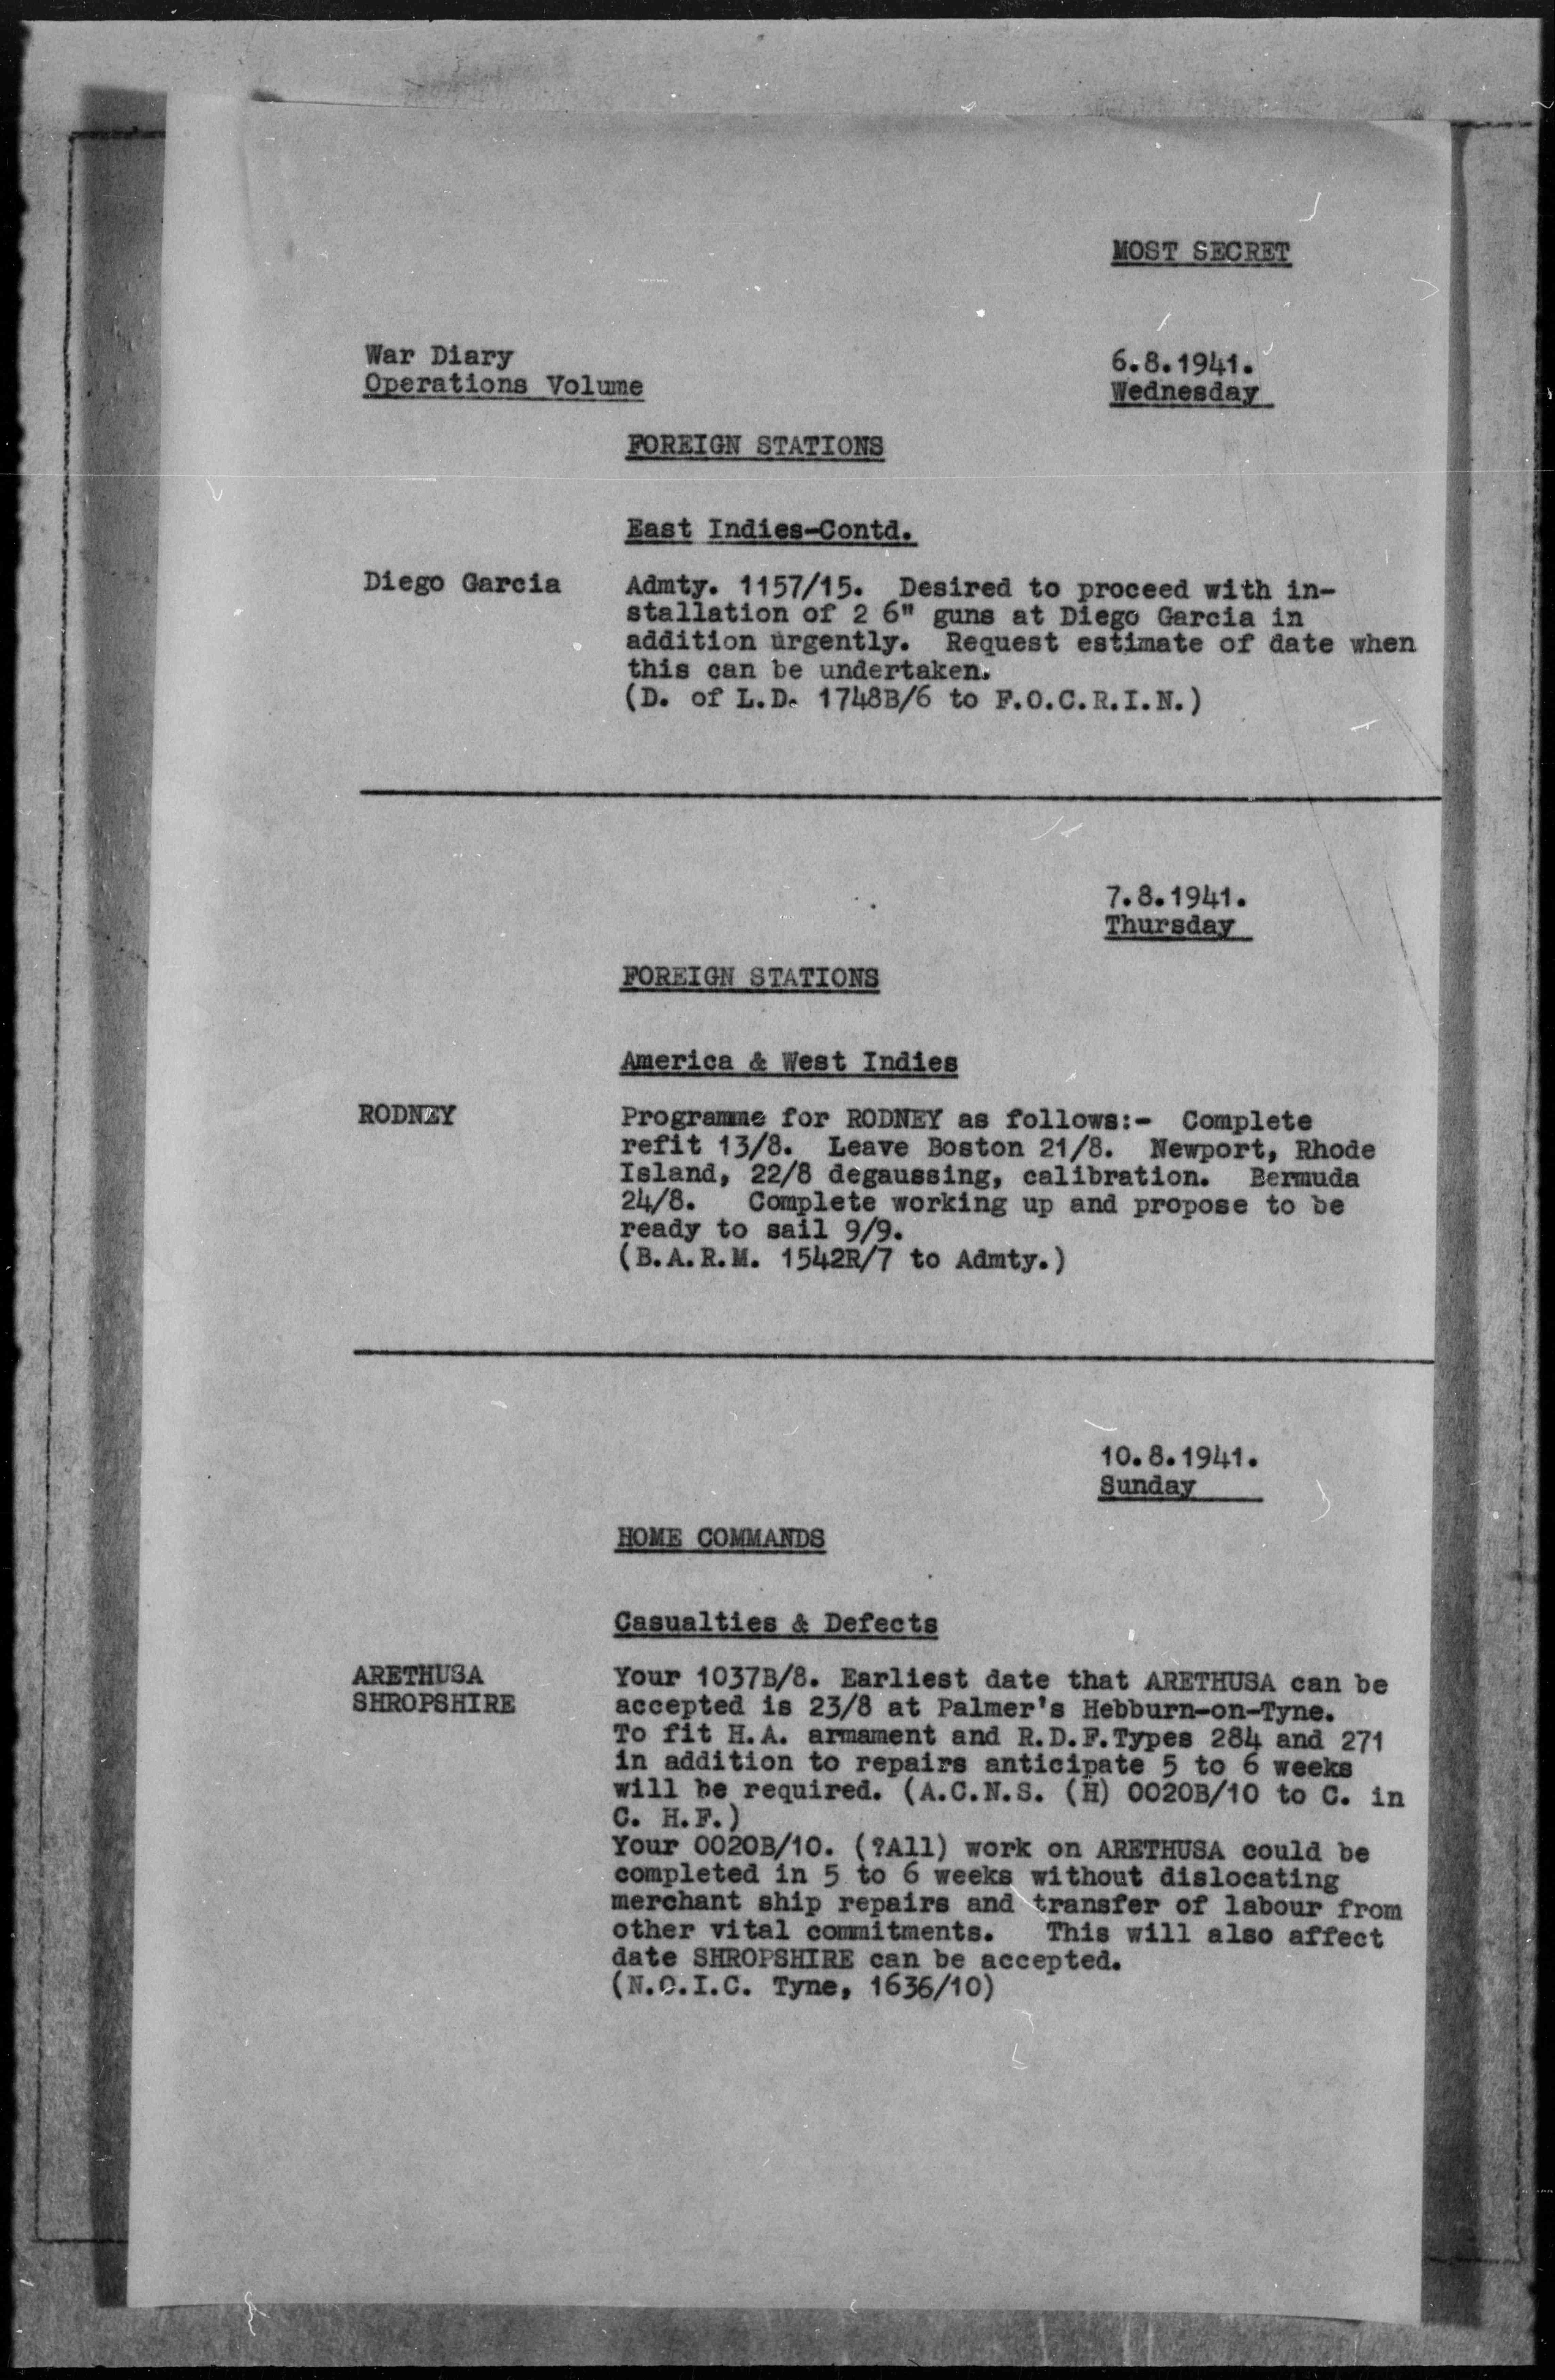 MOST SECRET
War Diary
Operations Volume
6.8.1941.
Wednesday
FOREIGN STATIONS
East Indies-Contd.
Diego Garcia
Admty. 1157/15. Desired to proceed with in-
stallation of 2 6" guns at Diego Garcia in
addition urgently. Request estimate of date when
this can be undertaken.
(D. of L.D. 1748B/6 to F.O.C.R.I.N.)
7.8.1941.
Thursday
FOREIGN STATIONS
America & West Indies
RODNEY
Programme for RODNEY as follows:- Complete
refit 13/8. Leave Boston 21/8. Newport, Rhode
Island, 22/8 degaussing, calibration. Bermuda
24/8. Complete working up and propose to be
ready to sail 9/9.
(B.A.R.M. 1542R/7 to Admty.)
10.8.1941.
Sunday
HOME COMMANDS
Casualties & Defects
ARETHUSA
SHROPSHIRE
Your 1037B/8. Earliest date that ARETHUSA can be
accepted is 23/8 at Palmer's Hebburn-on-Tyne.
To fit H.A. armament and R.D.F.Types 284 and 271
in addition to repairs anticipate 5 to 6 weeks
will be required. (A.C.N.S. (H) 0020B/10 to C. in
C. H.F.)
Your 0020B/10. (?All) work on ARETHUSA could be
completed in 5 to 6 weeks without dislocating
merchant ship repairs and transfer of labour from
other vital commitments. This will also affect
date SHROPSHIRE can be accepted.
(N.O.I.C. Tyne, 1636/10)